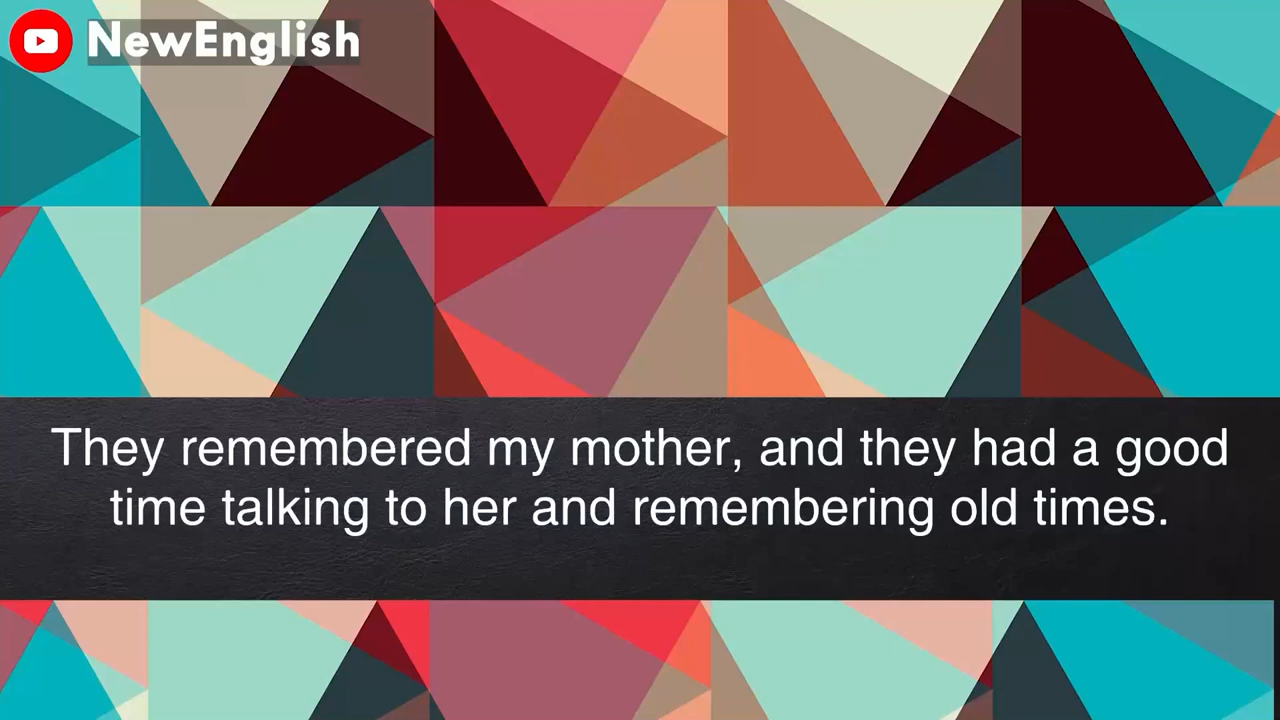 NewEnglish
They remembered my mother, and they had a good
time talking to her and remembering old times.